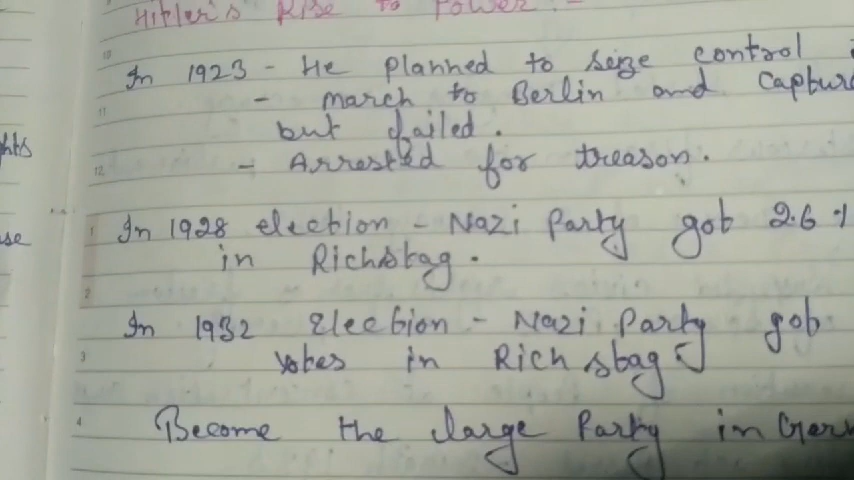 Hitler's Rise to Power :-
In 1923 - He planned to seize control
- march to Berlin and Captur
but failed.
- Arrested for treason.
In 1928 election - Nazi Party got 2.6 %
in Richstag.
In 1932 Election - Nazi Party got
votes in Richstag
Become the large Party in Germ